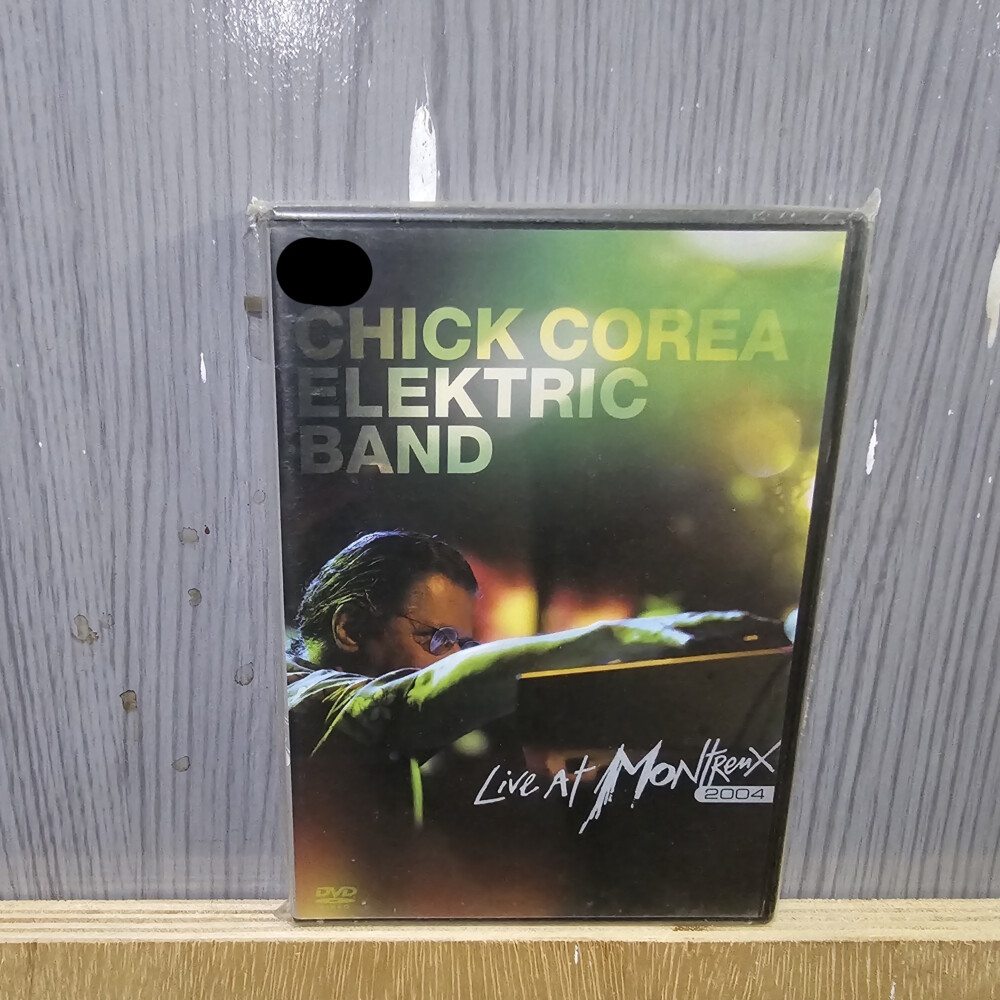 CHICK COREA
ELEKTRIC
BAND
Live At Montreux
2004
DVD